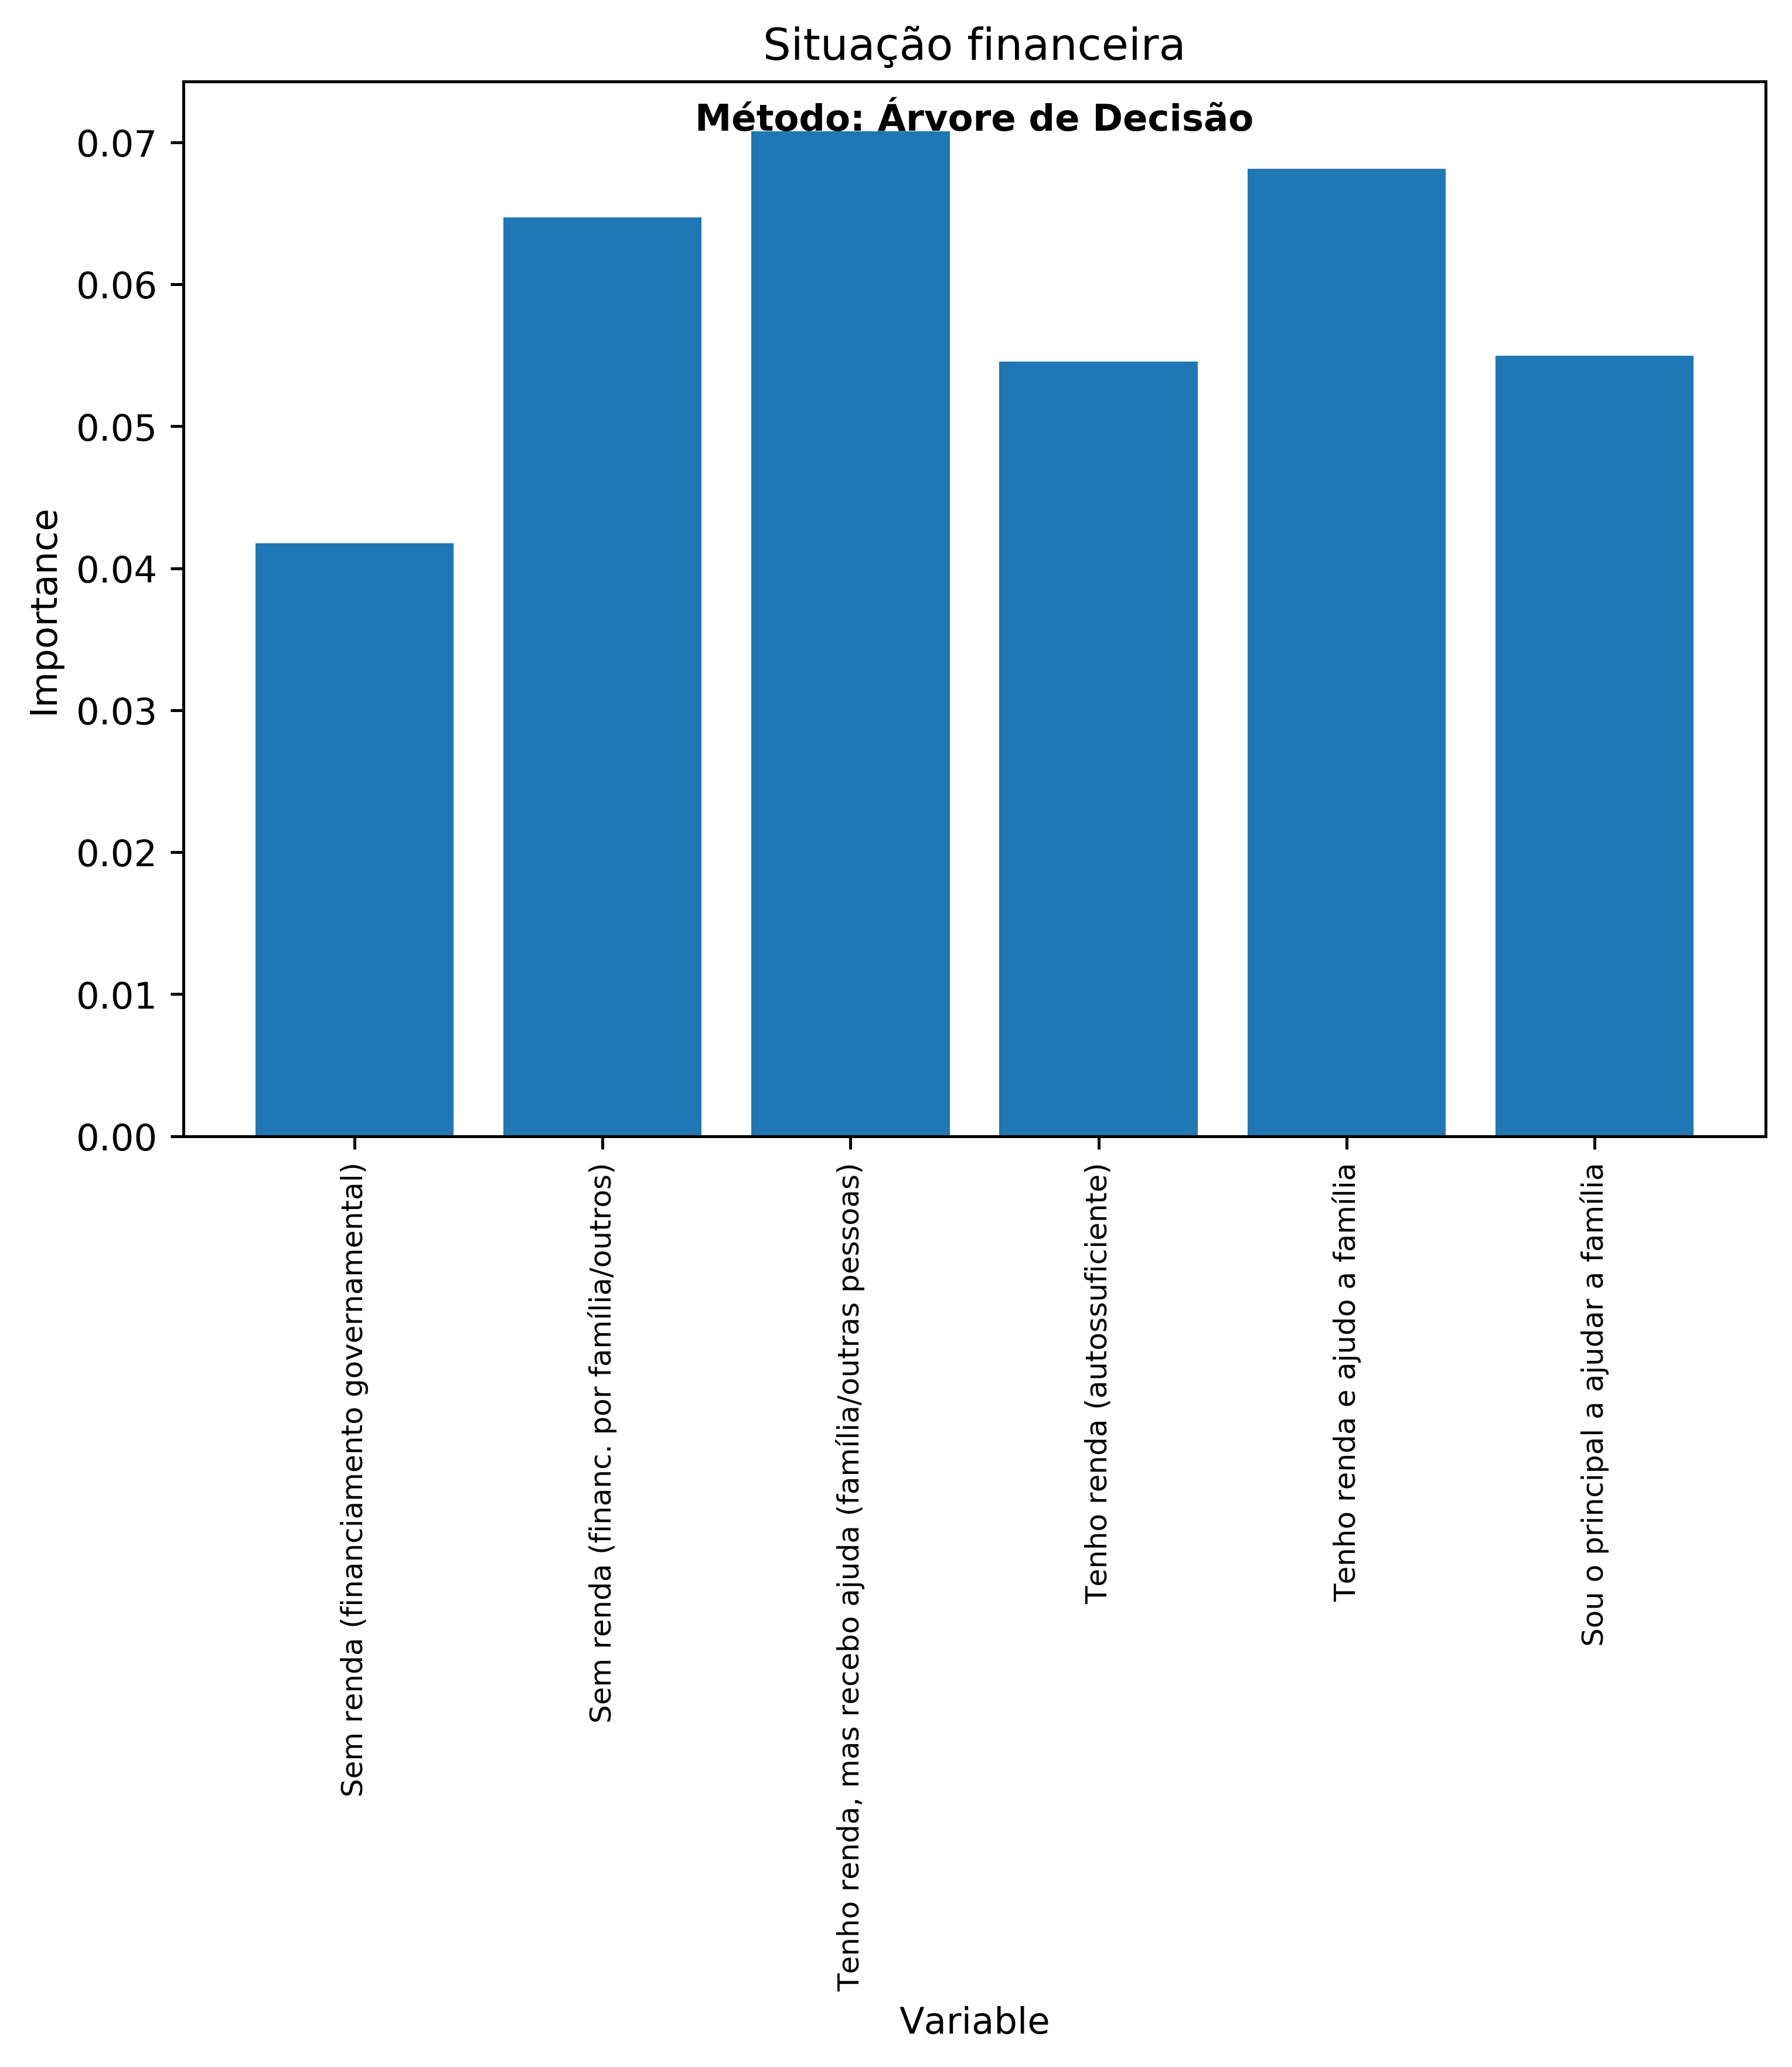 Situação financeira
Método: Árvore de Decisão
Importance
0.07
0.06
0.05
0.04
0.03
0.02
0.01
0.00
Sem renda (financiamento governamental)
Sem renda (financ. por família/outros)
Tenho renda, mas recebo ajuda (família/outras pessoas)
Tenho renda (autossuficiente)
Tenho renda e ajudo a família
Sou o principal a ajudar a família
Variable